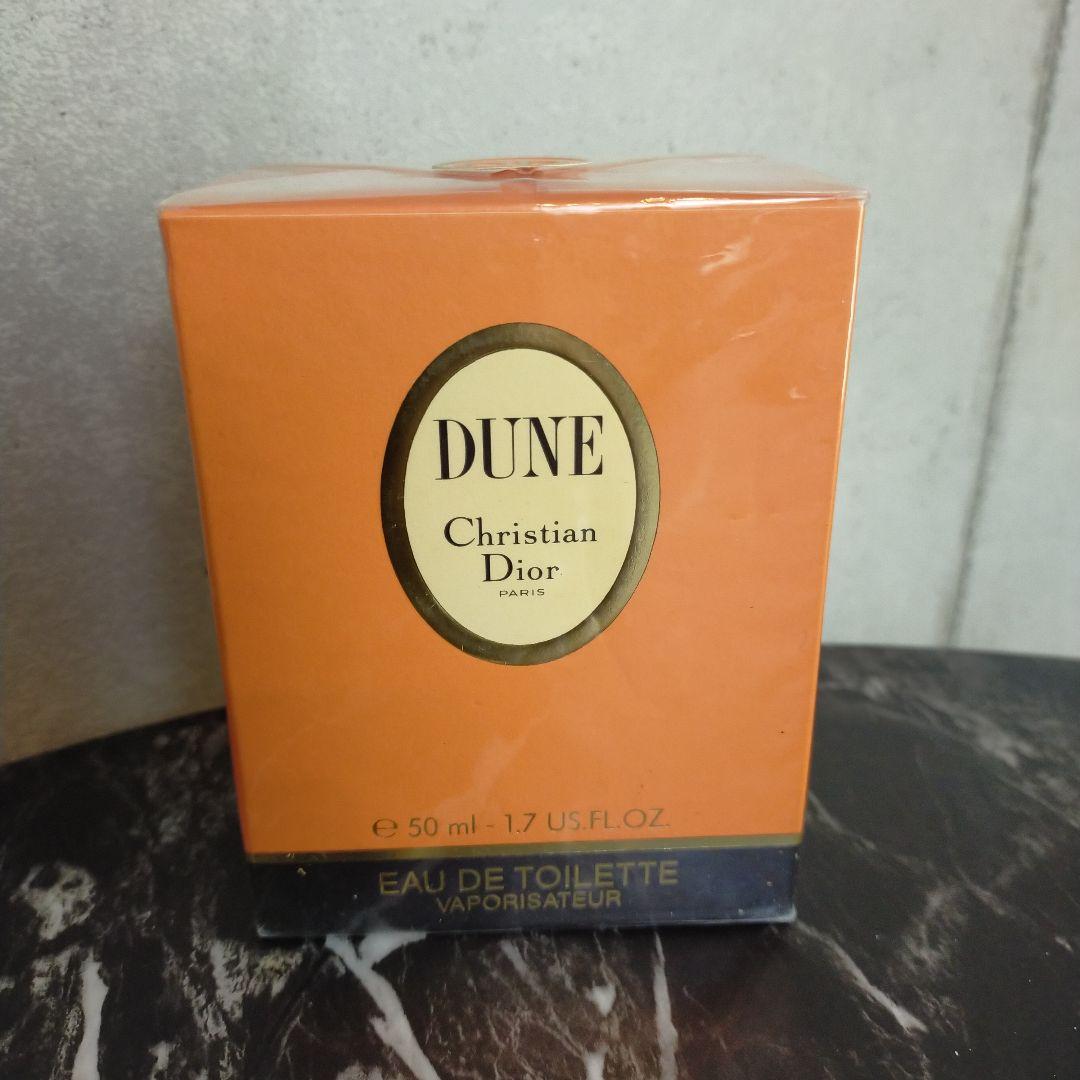 DUNE
Christian
Dior
PARIS
℮ 50 ml - 1.7 US.FL.OZ.
EAU DE TOILETTE
VAPORISATEUR